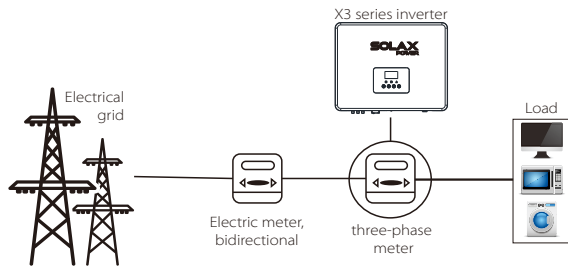 X3 series inverter
SOLAX
POWER
Electrical
grid
Load
Electric meter,
bidirectional
three-phase
meter